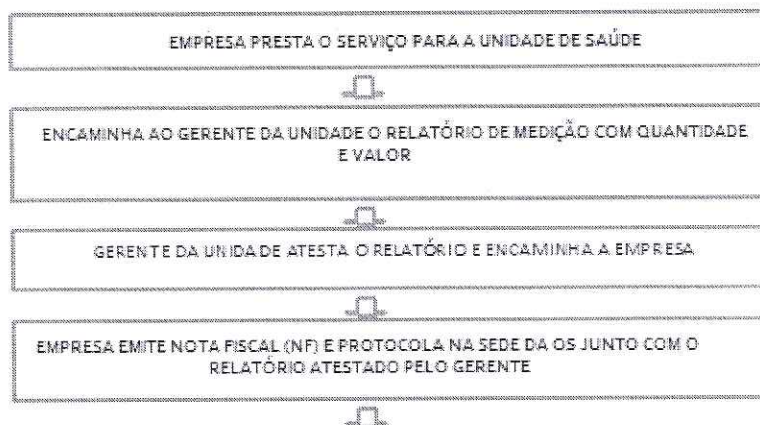 EMPRESA PRESTA O SERVIÇO PARA A UNIDADE DE SAÚDE
ENCAMINHA AO GERENTE DA UNIDADE O RELATÓRIO DE MEDIÇÃO COM QUANTIDADE
E VALOR
GERENTE DA UNIDADE ATESTA O RELATÓRIO E ENCAMINHA A EMPRESA
EMPRESA EMITE NOTA FISCAL (NF) E PROTOCOLA NA SEDE DA OS JUNTO COM O
RELATÓRIO ATESTADO PELO GERENTE